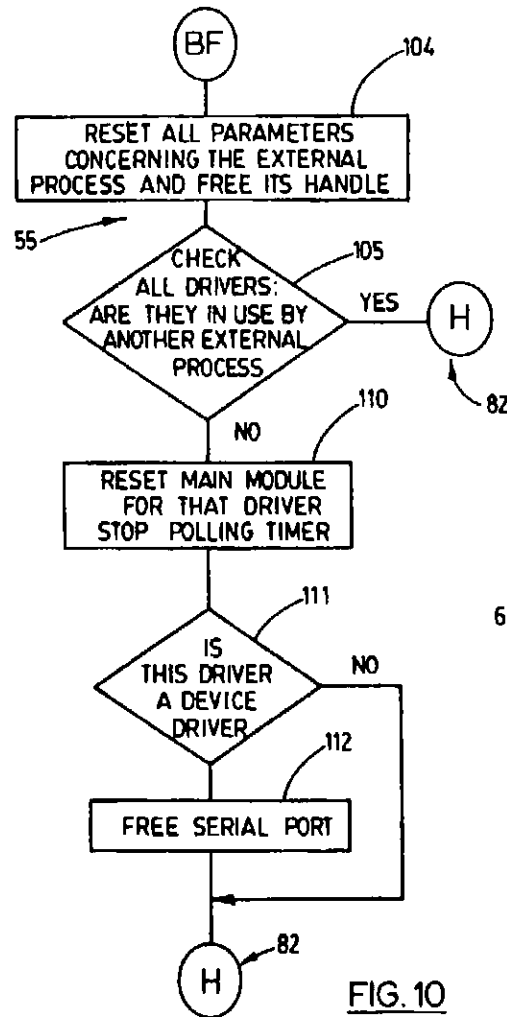 BF
104
RESET ALL PARAMETERS
CONCERNING THE EXTERNAL
PROCESS AND FREE ITS HANDLE
55
CHECK
ALL DRIVERS:
ARE THEY IN USE BY
ANOTHER EXTERNAL
PROCESS
105
YES
H
82
NO
110
RESET MAIN MODULE
FOR THAT DRIVER
STOP POLLING TIMER
111
IS
THIS DRIVER
A DEVICE
DRIVER
NO
6
112
FREE SERIAL PORT
H
82
FIG. 10